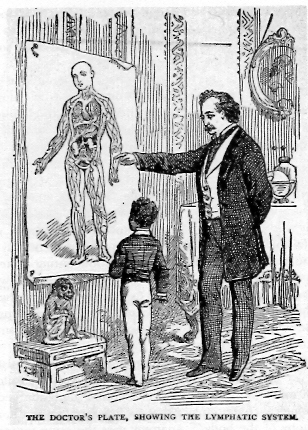 THE DOCTOR'S PLATE, SHOWING THE LYMPHATIC SYSTEM.